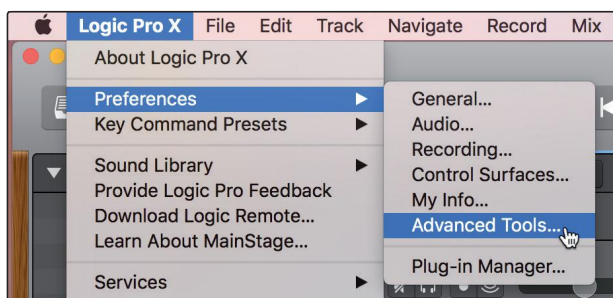 Logic Pro X File Edit Track Navigate Record Mix
About Logic Pro X
Preferences
Key Command Presets
Sound Library
Provide Logic Pro Feedback
Download Logic Remote...
Learn About MainStage...
Services
General...
Audio...
Recording...
Control Surfaces...
My Info...
Advanced Tools...
Plug-in Manager...